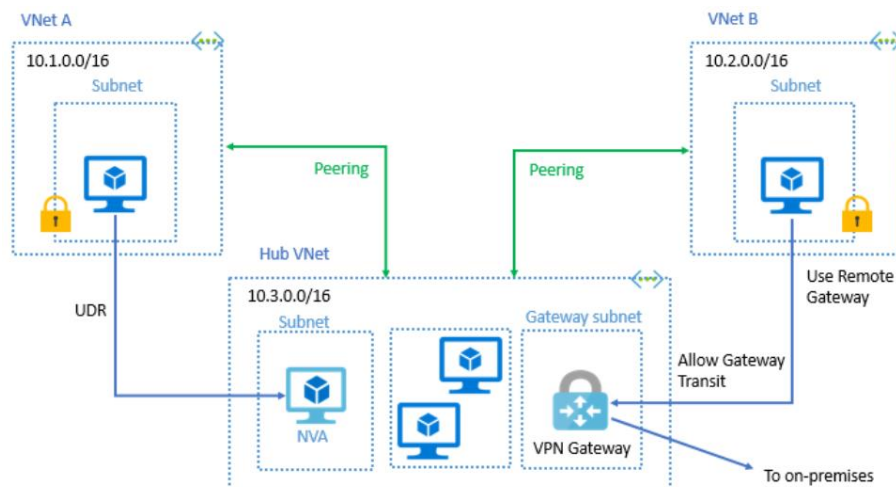 VNet A
10.1.0.0/16
Subnet
VNet B
10.2.0.0/16
Subnet
Peering
Peering
UDR
Use Remote
Gateway
Allow Gateway
Transit
Hub VNet
10.3.0.0/16
Subnet
NVA
Gateway subnet
VPN Gateway
To on-premises